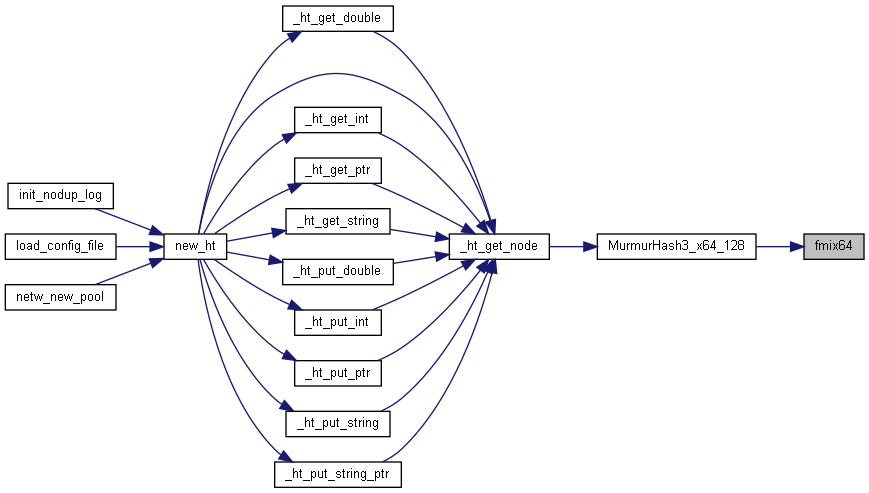 _ht_get_double
_ht_get_int
_ht_get_ptr
init_nodup_log
_ht_get_string
load_config_file
new_ht
_ht_get_node
MurmurHash3_x64_128
fmix64
_ht_put_double
netw_new_pool
_ht_put_int
_ht_put_ptr
_ht_put_string
_ht_put_string_ptr